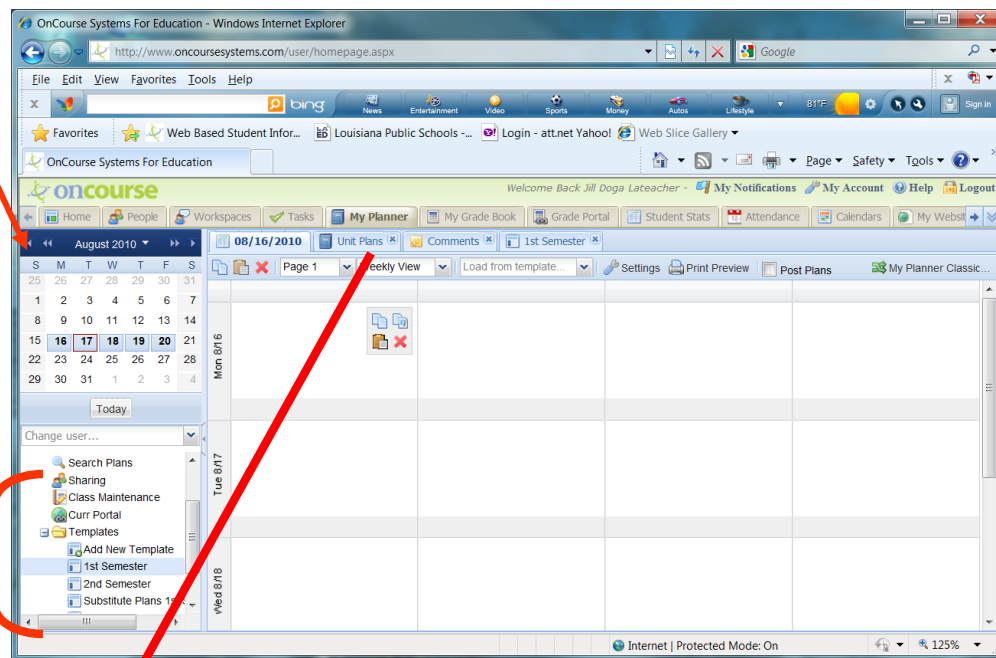 OnCourse Systems For Education - Windows Internet Explorer
http://www.oncoursesystems.com/user/homepage.aspx
Google
File Edit View Favorites Tools Help
x
x
bing News Entertainment Video Sports Money Autos Lifestyle 81°F Sign in
Favorites Web Based Student Infor... Louisiana Public Schools -... Login - att.net Yahoo! Web Slice Gallery
OnCourse Systems For Education
Page Safety Tools
oncourse
Welcome Back Jill Doga Lateacher - My Notifications My Account Help Logout
Home People Workspaces Tasks My Planner My Grade Book Grade Portal Student Stats Attendance Calendars My Websit
August 2010
08/16/2010 Unit Plans Comments 1st Semester
Page 1 Weekly View Load from template... Settings Print Preview Post Plans My Planner Classic...
S M T W T F S
25 26 27 28 29 30 31
1 2 3 4 5 6 7
8 9 10 11 12 13 14
15 16 17 18 19 20 21
22 23 24 25 26 27 28
29 30 31 1 2 3 4
Today
Change user...
Search Plans
Sharing
Class Maintenance
Curr Portal
Templates
Add New Template
1st Semester
2nd Semester
Substitute Plans
Mon 8/16
Tue 8/17
Wed 8/18
Internet | Protected Mode: On
125%